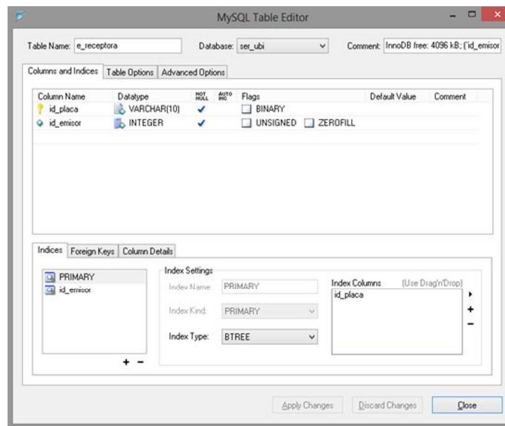 MySQL Table Editor
Table Name: e_receptora Database: ser_ubi Comment: InnoDB free: 4096 kB; (`id_emisor
Columns and Indices Table Options Advanced Options
Column Name Datatype NOT NULL AUTO INC Flags Default Value Comment
id_placa VARCHAR(10) BINARY
id_emisor INTEGER UNSIGNED ZEROFILL
Indices Foreign Keys Column Details
PRIMARY
id_emisor
Index Settings
Index Name: PRIMARY
Index Kind: PRIMARY
Index Type: BTREE
Index Columns (Use Drag'n'Drop)
id_placa
Apply Changes Discard Changes Close